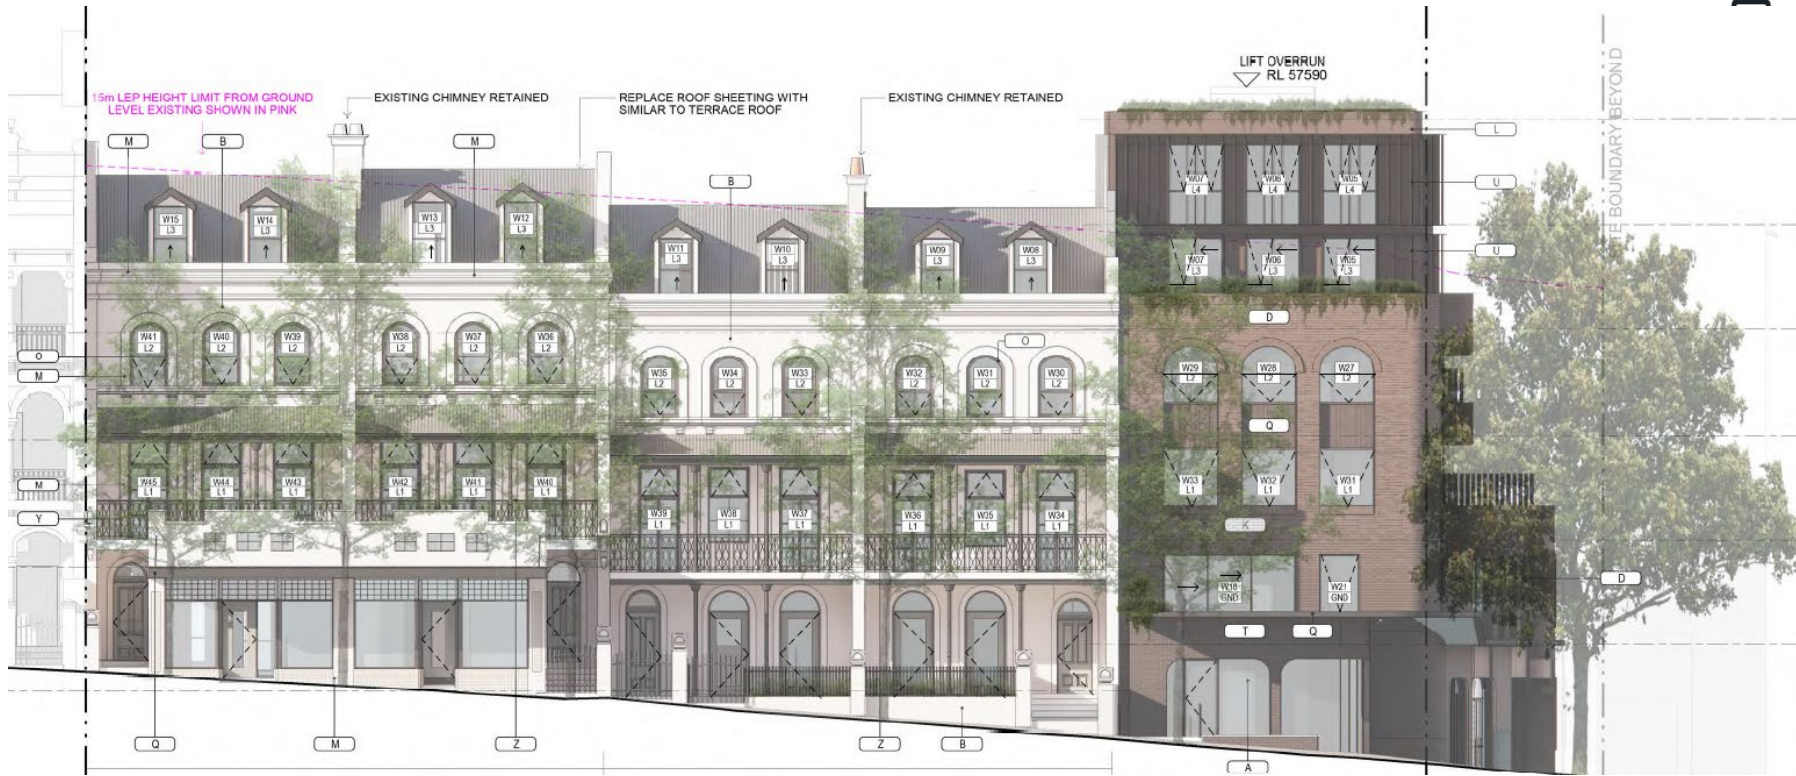 LIFT OVERRUN
RL 57590
15m LEP HEIGHT LIMIT FROM GROUND
LEVEL EXISTING SHOWN IN PINK
EXISTING CHIMNEY RETAINED
REPLACE ROOF SHEETING WITH
SIMILAR TO TERRACE ROOF
EXISTING CHIMNEY RETAINED
BOUNDARY BEYOND
M
B
M
B
L
U
U
W07
L4
W06
L4
W05
L4
W15
L3
W14
L3
W13
L3
W12
L3
W11
L3
W10
L3
W09
L3
W08
L3
W07
L3
W06
L3
W05
L3
D
O
M
O
W41
L2
W40
L2
W39
L2
W38
L2
W37
L2
W36
L2
W35
L2
W34
L2
W33
L2
W32
L2
W31
L2
W30
L2
W29
L2
W28
L2
W27
L2
Q
M
Y
W45
L1
W44
L1
W43
L1
W42
L1
W41
L1
W40
L1
W39
L1
W38
L1
W37
L1
W36
L1
W35
L1
W34
L1
W33
L1
W32
L1
W31
L1
K
D
W18
GND
W21
GND
T
Q
Q
M
Z
Z
B
A